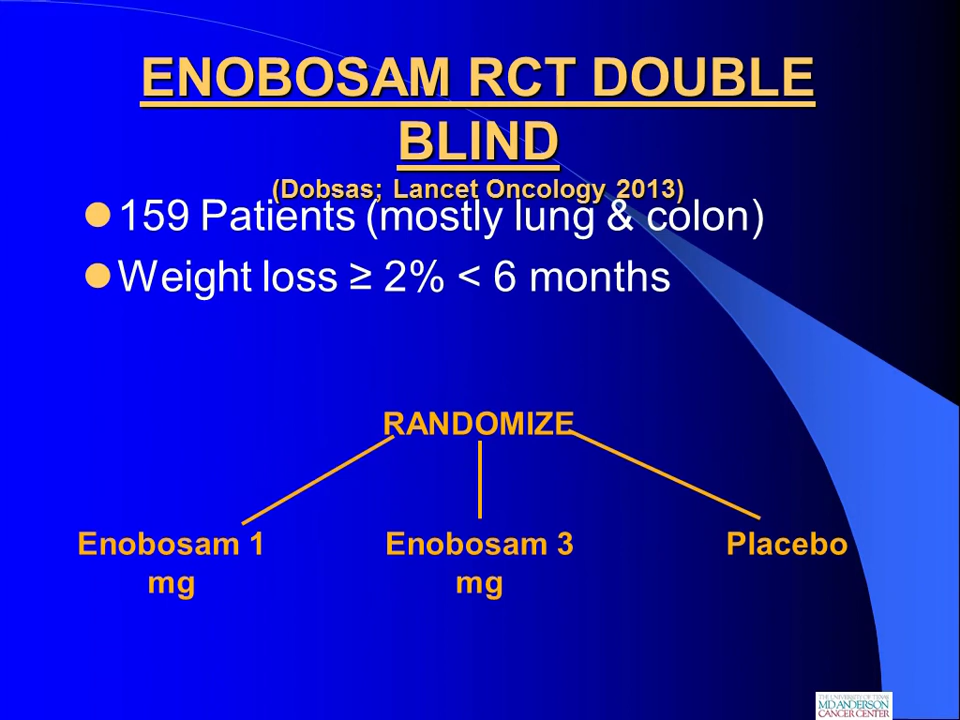 ENOBOSAM RCT DOUBLE
BLIND
(Dobsas; Lancet Oncology 2013)
159 Patients (mostly lung & colon)
Weight loss ≥ 2% < 6 months
RANDOMIZE
Enobosam 1
mg
Enobosam 3
mg
Placebo
THE UNIVERSITY OF TEXAS
MD ANDERSON
CANCER CENTER